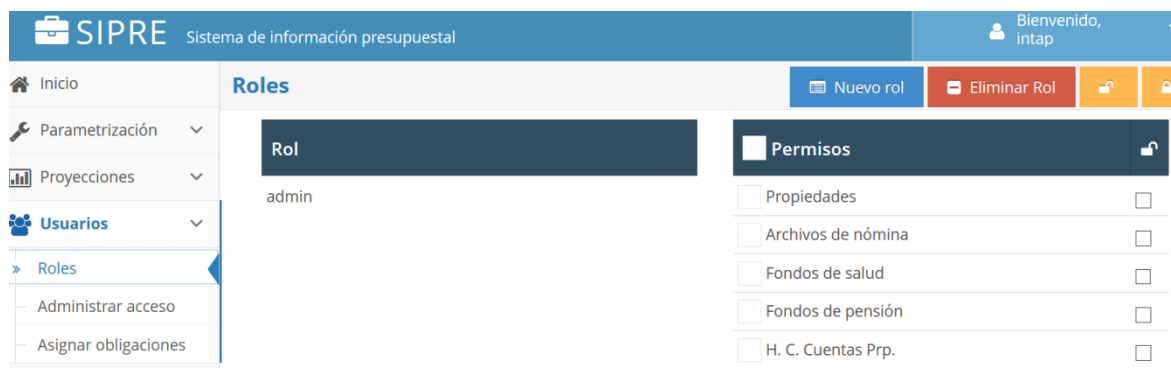 SIPRE Sistema de información presupuestal
Bienvenido,
intap
Inicio
Parametrización
Proyecciones
Usuarios
Roles
Administrar acceso
Asignar obligaciones
Roles
Nuevo rol
Eliminar Rol
Rol
admin
Permisos
Propiedades
Archivos de nómina
Fondos de salud
Fondos de pensión
H. C. Cuentas Prp.